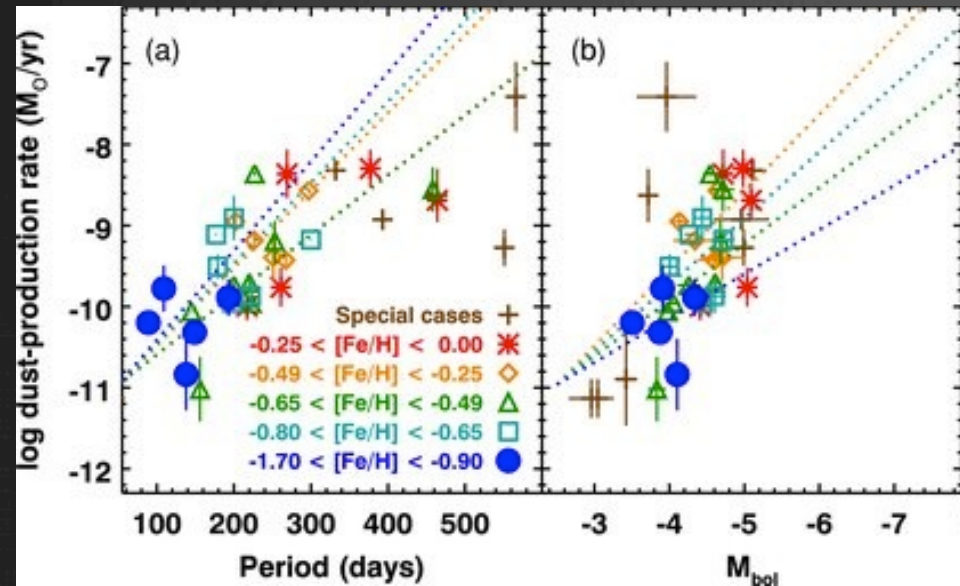 (a)
(b)
log dust-production rate (M⊙/yr)
-7
-8
-9
-10
-11
-12
Special cases
-0.25 < [Fe/H] < 0.00
-0.49 < [Fe/H] < -0.25
-0.65 < [Fe/H] < -0.49
-0.80 < [Fe/H] < -0.65
-1.70 < [Fe/H] < -0.90
100 200 300 400 500
-3 -4 -5 -6 -7
Period (days)
Mbol